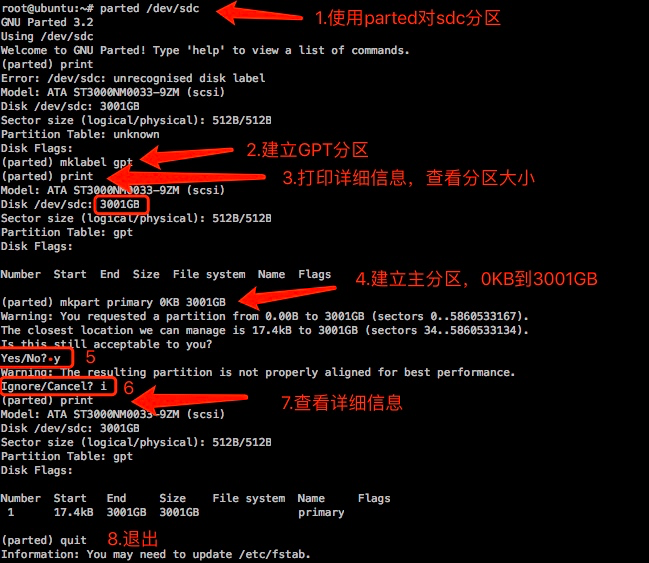 root@ubuntu:~# parted /dev/sdc
1.使用parted对sdc分区
GNU Parted 3.2
Using /dev/sdc
Welcome to GNU Parted! Type 'help' to view a list of commands.
(parted) print
Error: /dev/sdc: unrecognised disk label
Model: ATA ST3000NM0033-9ZM (scsi)
Disk /dev/sdc: 3001GB
Sector size (logical/physical): 512B/512B
Partition Table: unknown
Disk Flags:
2.建立GPT分区
(parted) mklabel gpt
(parted) print
3.打印详细信息，查看分区大小
Model: ATA ST3000NM0033-9ZM (scsi)
Disk /dev/sdc: 3001GB
Sector size (logical/physical): 512B/512B
Partition Table: gpt
Disk Flags:
Number  Start  End  Size  File system  Name  Flags
4.建立主分区，0KB到3001GB
(parted) mkpart primary 0KB 3001GB
Warning: You requested a partition from 0.00B to 3001GB (sectors 0..5860533167).
The closest location we can manage is 17.4kB to 3001GB (sectors 34..5860533134).
Is this still acceptable to you?
Yes/No? y 5
Warning: The resulting partition is not properly aligned for best performance.
Ignore/Cancel? i 6
(parted) print
7.查看详细信息
Model: ATA ST3000NM0033-9ZM (scsi)
Disk /dev/sdc: 3001GB
Sector size (logical/physical): 512B/512B
Partition Table: gpt
Disk Flags:
Number  Start   End     Size    File system  Name     Flags
1      17.4kB  3001GB  3001GB               primary
(parted) quit 8.退出
Information: You may need to update /etc/fstab.